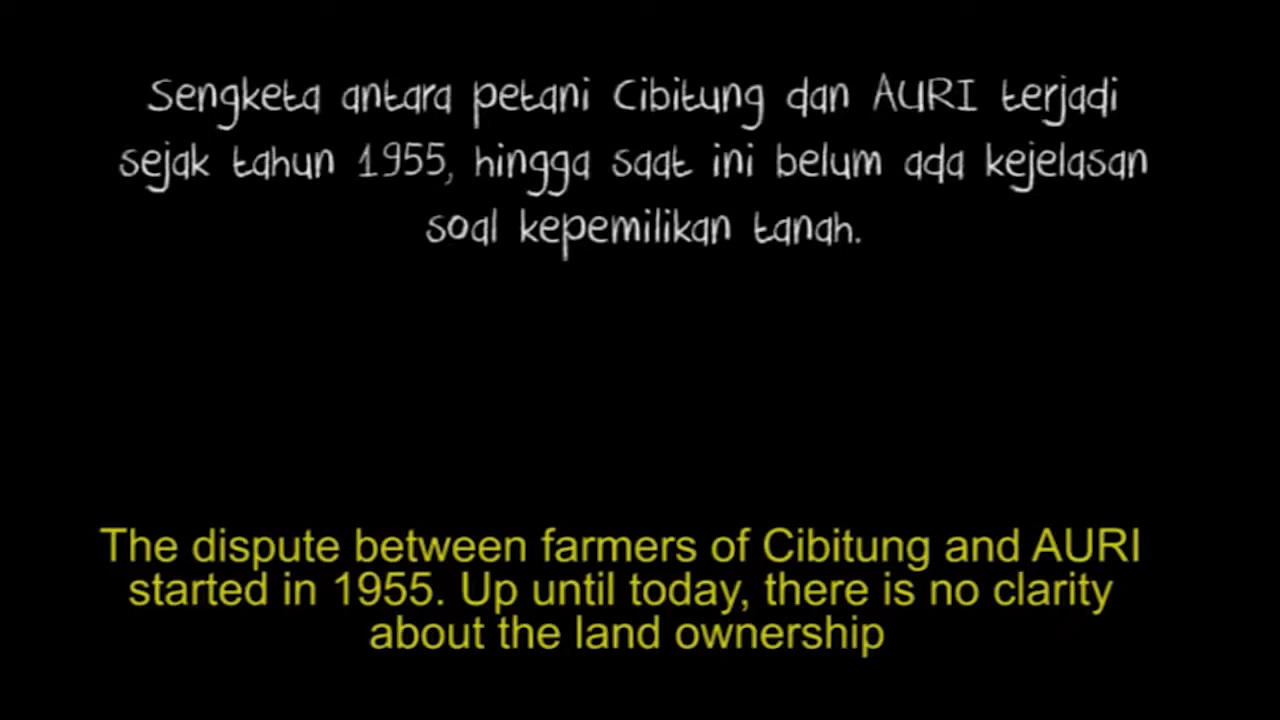 Sengketa antara petani Cibitung dan AURI terjadi
sejak tahun 1955, hingga saat ini belum ada kejelasan
soal kepemilikan tanah.
The dispute between farmers of Cibitung and AURI
started in 1955. Up until today, there is no clarity
about the land ownership